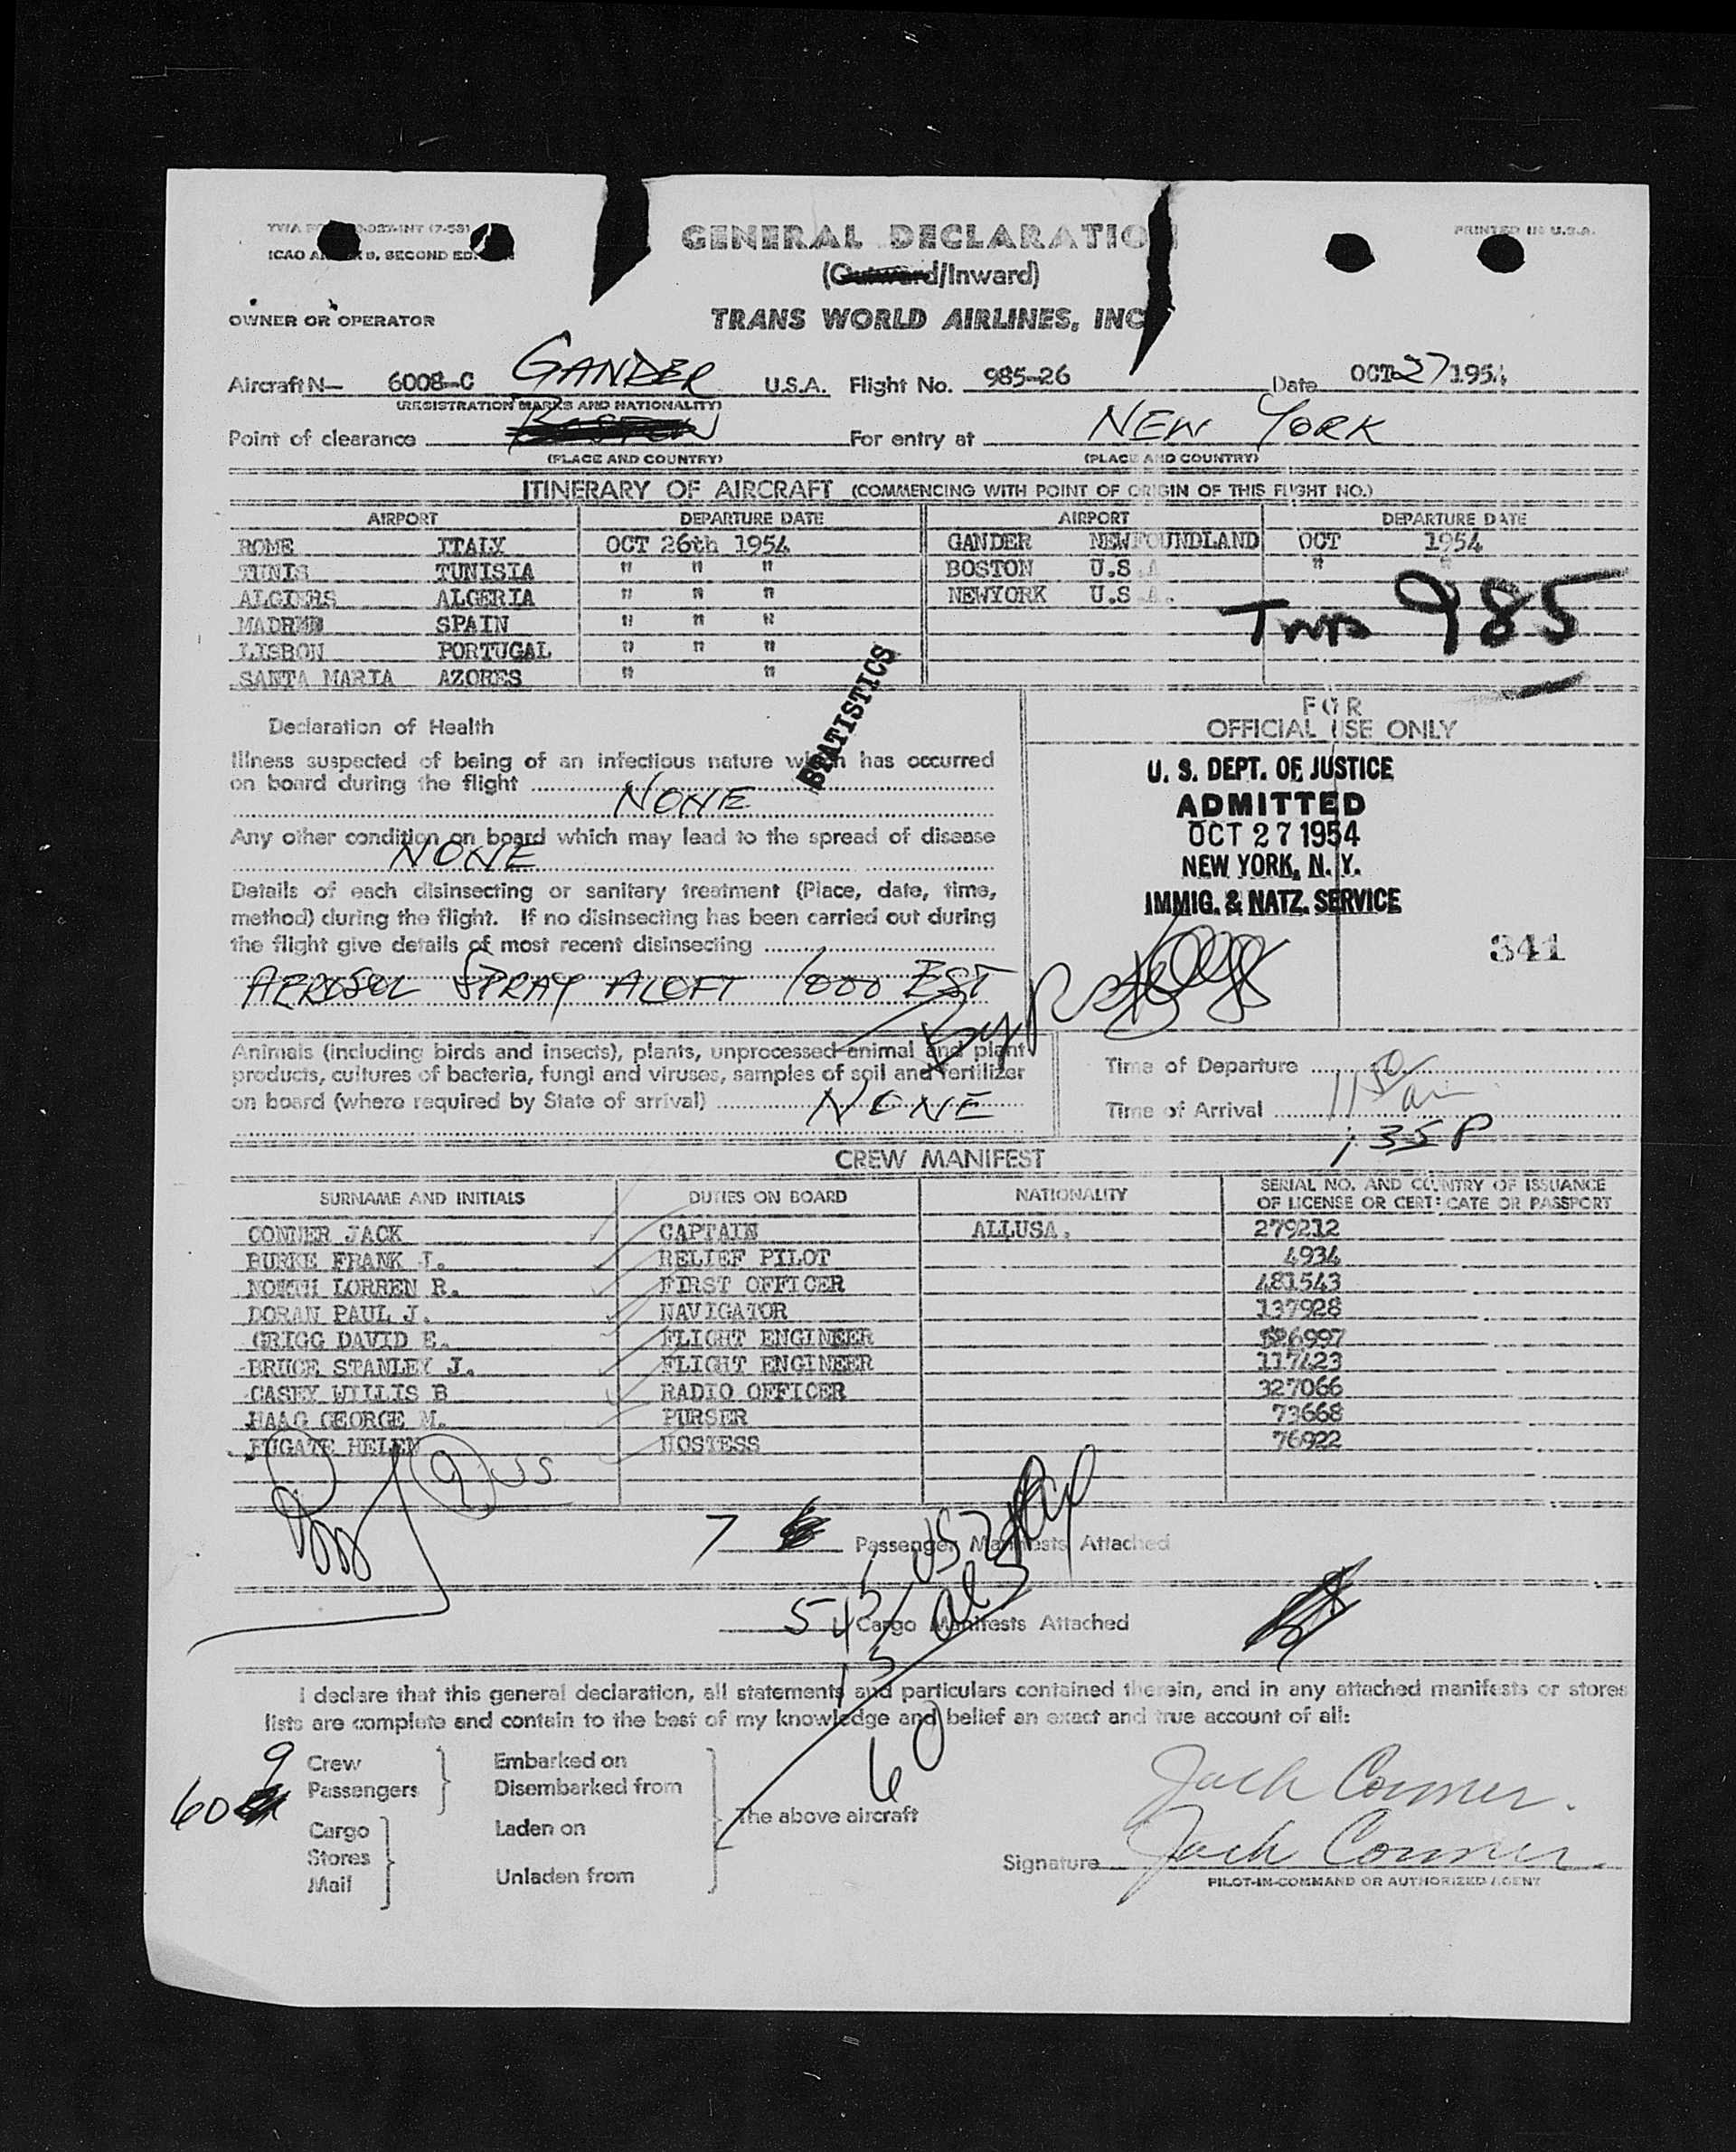 GENERAL DECLARATIO
PRINTED IN U.S.A.
SECOND ED.
(Outward/Inward)
OWNER OR OPERATOR
TRANS WORLD AIRLINES, INC
Aircraft N— 6008-C GANDER U.S.A. Flight No. 985-26 Date OCT 27 1954
(REGISTRATION MARKS AND NATIONALITY)
Point of clearance BOSTON For entry at NEW YORK
(PLACE AND COUNTRY) (PLACE AND COUNTRY)
ITINERARY OF AIRCRAFT (COMMENCING WITH POINT OF ORIGIN OF THIS FLIGHT NO.)
AIRPORT DEPARTURE DATE AIRPORT DEPARTURE DATE
ROME ITALY OCT 26th 1954 GANDER NEWFOUNDLAND OCT 1954
TUNIS TUNISIA " " " BOSTON U.S.A " "
ALGIERS ALGERIA " " " NEWYORK U.S.A.
MADRID SPAIN " " "
TWA 985
LISBON PORTUGAL " " "
SANTA MARIA AZORES " "
STATISTICS
Declaration of Health
Illness suspected of being of an infectious nature which has occurred
on board during the flight
NONE
Any other condition on board which may lead to the spread of disease
NONE
Details of each disinsecting or sanitary treatment (Place, date, time,
method) during the flight. If no disinsecting has been carried out during
the flight give details of most recent disinsecting
AEROSOL SPRAY ALOFT 1000 EST
Animals (including birds and insects), plants, unprocessed animal and plant
products, cultures of bacteria, fungi and viruses, samples of soil and fertilizer
on board (where required by State of arrival) NONE
FOR
OFFICIAL USE ONLY
U. S. DEPT. OF JUSTICE
ADMITTED
OCT 27 1954
NEW YORK, N. Y.
IMMIG. & NATZ. SERVICE
341
By
Time of Departure 1150 am
Time of Arrival
1:35P
CREW MANIFEST
SURNAME AND INITIALS DUTIES ON BOARD NATIONALITY SERIAL NO. AND COUNTRY OF ISSUANCE
OF LICENSE OR CERTIFICATE OR PASSPORT
CONNER JACK CAPTAIN ALLUSA. 279212
BURKE FRANK J. RELIEF PILOT 4934
NORTH LORREN R. FIRST OFFICER 481543
DORAN PAUL J. NAVIGATOR 137928
GRIGG DAVID E. FLIGHT ENGINEER
BRUCE STANLEY J. FLIGHT ENGINEER 117423
CASEY WILLIS B RADIO OFFICER 327066
HAAG GEORGE M. PURSER 73668
FUGATE HELEN HOSTESS 76922
9 US
7 Passenger Manifests Attached
5 Cargo Manifests Attached
45 US
15 al
60
I declare that this general declaration, all statements and particulars contained therein, and in any attached manifests or stores
lists are complete and contain to the best of my knowledge and belief an exact and true account of all:
9 Crew Embarked on
60 Passengers Disembarked from
The above aircraft
Cargo Laden on
Stores
Mail Unladen from
Jack Conner.
Signature Jack Conner.
PILOT-IN-COMMAND OR AUTHORIZED AGENT